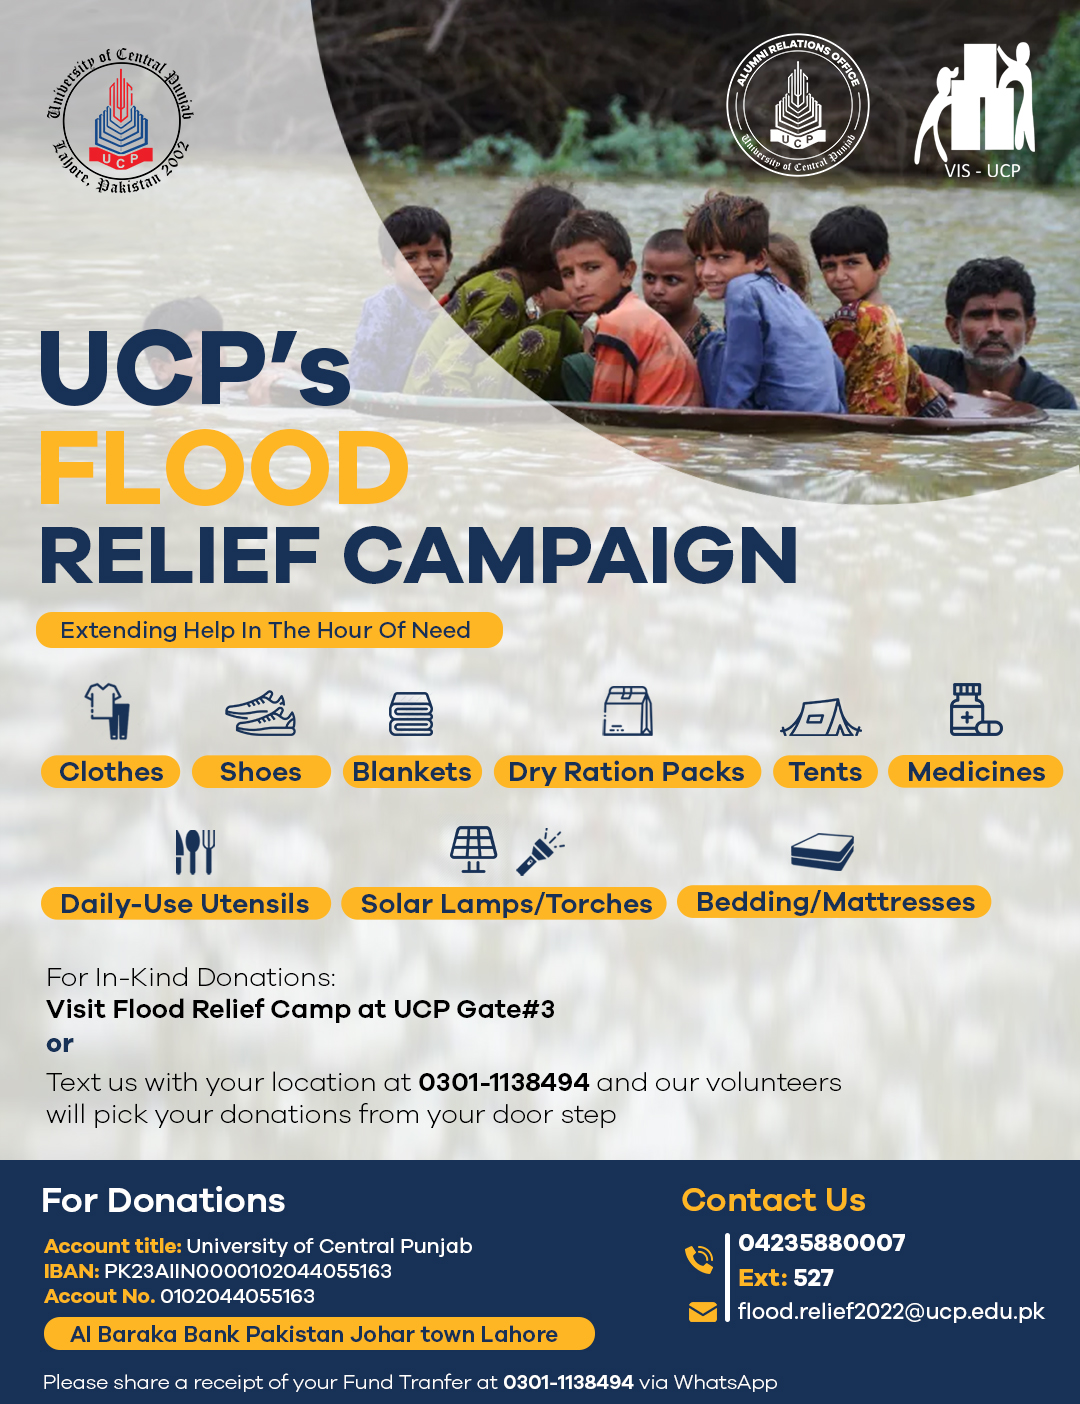 University of Central Punjab
Lahore, Pakistan 2002
UCP
ALUMNI RELATIONS OFFICE
UCP
University of Central Punjab
VIS - UCP
UCP's
FLOOD
RELIEF CAMPAIGN
Extending Help In The Hour Of Need
Clothes Shoes Blankets Dry Ration Packs Tents Medicines
Daily-Use Utensils Solar Lamps/Torches Bedding/Mattresses
For In-Kind Donations:
Visit Flood Relief Camp at UCP Gate#3
or
Text us with your location at 0301-1138494 and our volunteers
will pick your donations from your door step
For Donations
Account title: University of Central Punjab
IBAN: PK23AIIN0000102044055163
Accout No. 0102044055163
Al Baraka Bank Pakistan Johar town Lahore
Please share a receipt of your Fund Tranfer at 0301-1138494 via WhatsApp
Contact Us
04235880007
Ext: 527
flood.relief2022@ucp.edu.pk